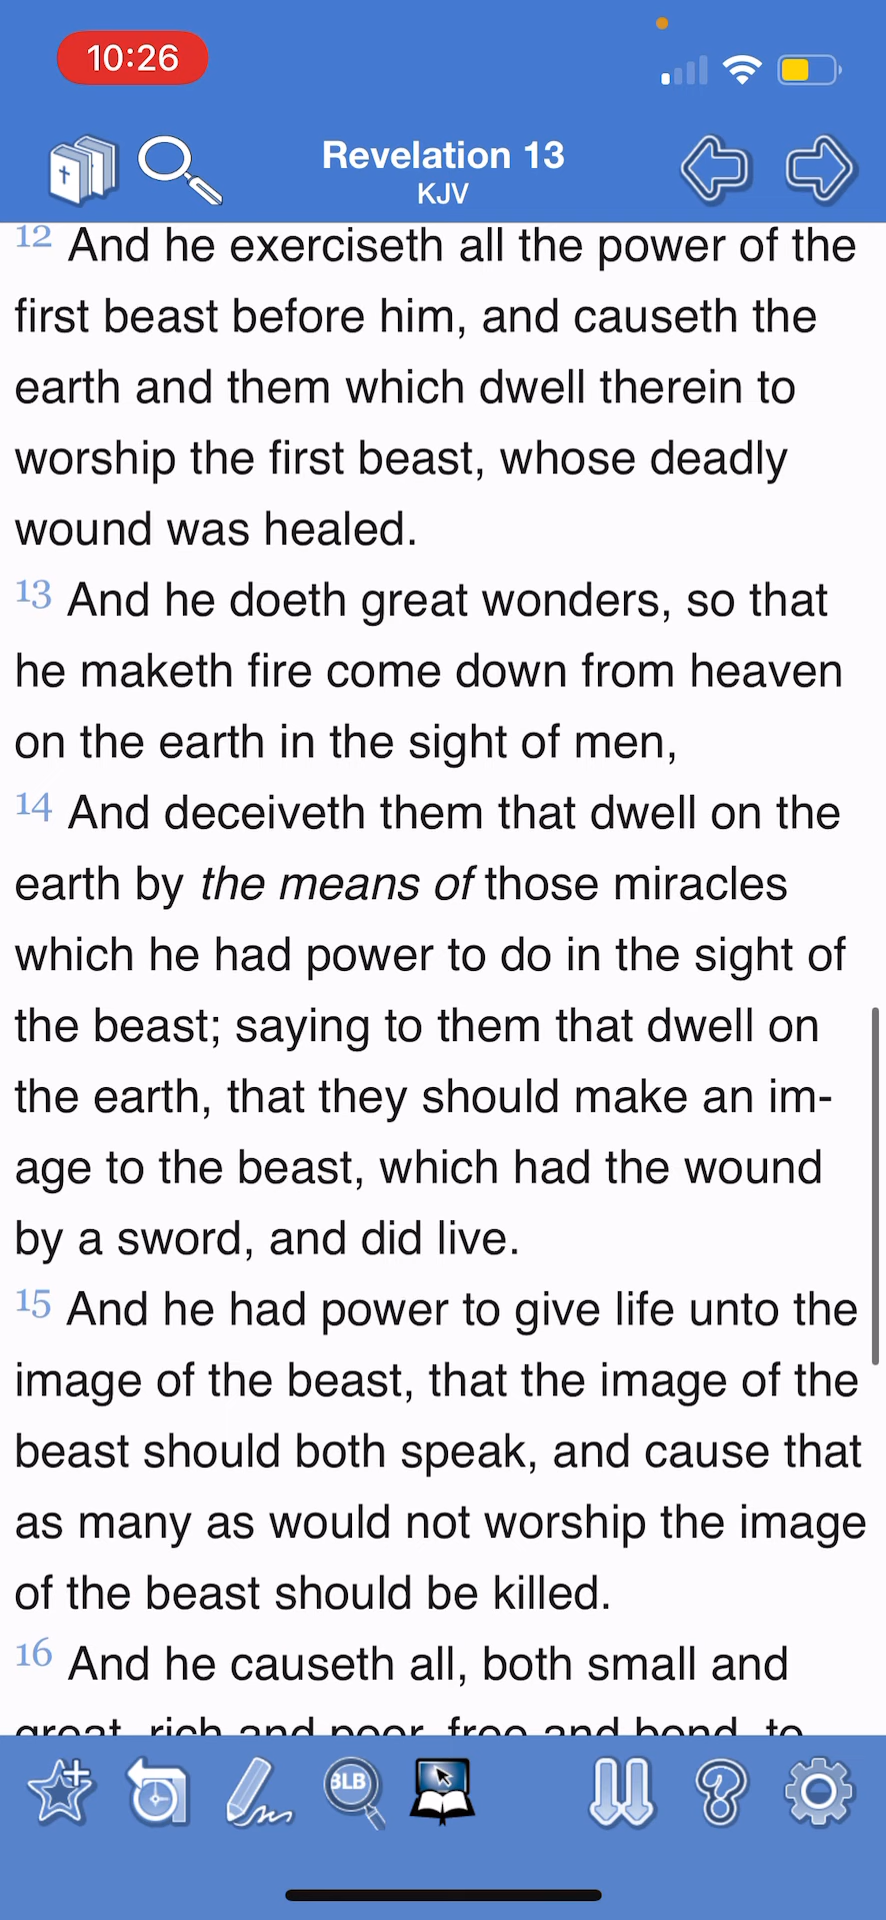 10:26
Revelation 13
KJV
12 And he exerciseth all the power of the
first beast before him, and causeth the
earth and them which dwell therein to
worship the first beast, whose deadly
wound was healed.
13 And he doeth great wonders, so that
he maketh fire come down from heaven
on the earth in the sight of men,
14 And deceiveth them that dwell on the
earth by the means of those miracles
which he had power to do in the sight of
the beast; saying to them that dwell on
the earth, that they should make an im-
age to the beast, which had the wound
by a sword, and did live.
15 And he had power to give life unto the
image of the beast, that the image of the
beast should both speak, and cause that
as many as would not worship the image
of the beast should be killed.
16 And he causeth all, both small and
great, rich and poor, free and bond, to
BLB